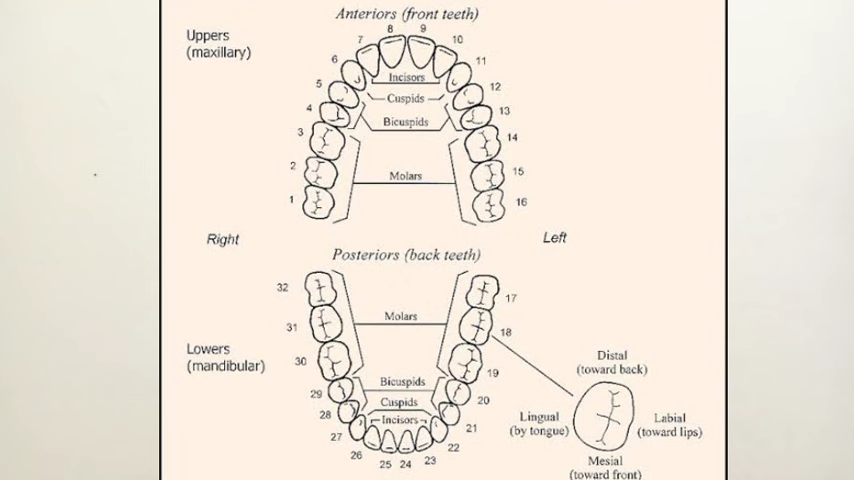 Anteriors (front teeth)
Uppers
(maxillary)
8
9
7
10
6
11
Incisors
5
12
Cuspids
4
13
Bicuspids
3
14
2
15
Molars
1
16
Right
Left
Posteriors (back teeth)
32
17
Molars
31
18
Lowers
(mandibular)
30
19
Distal
(toward back)
Bicuspids
29
20
Cuspids
28
21
Incisors
Lingual
(by tongue)
Labial
(toward lips)
27
22
26
23
25
24
Mesial
(toward front)